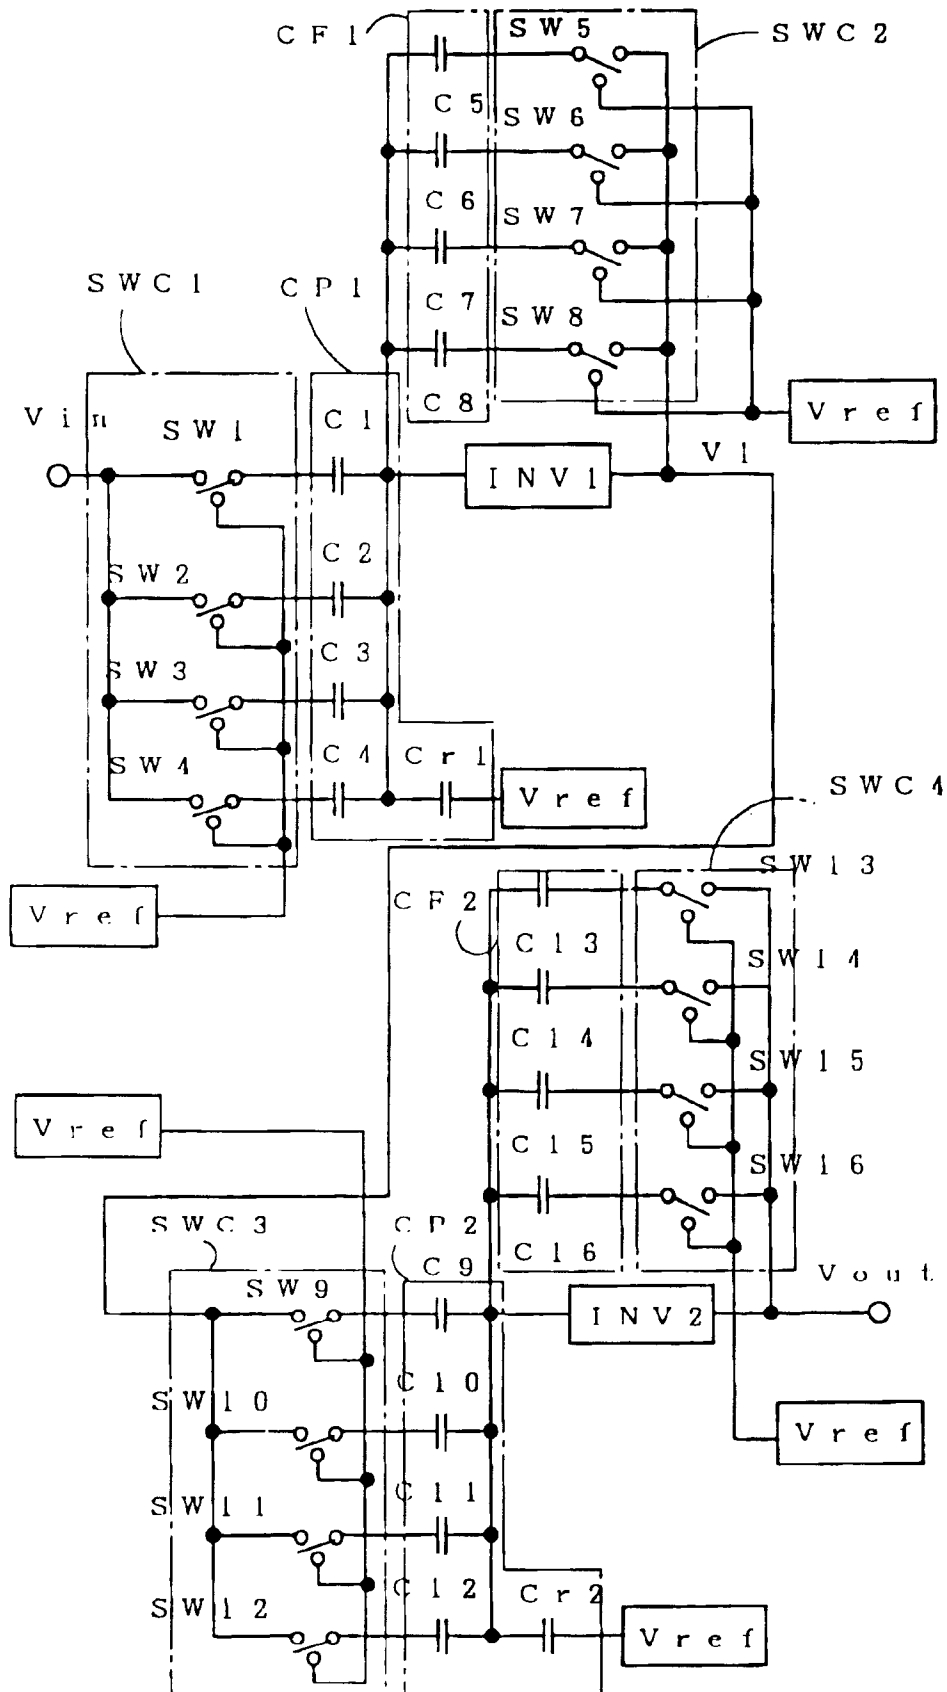 CF1
SW5
SWC2
C5
SW6
C6
SW7
C7
SW8
SWC1
CP1
C8
Vref
Vin
SW1
C1
INV1
V1
SW2
C2
SW3
C3
SW4
C4
Cr1
Vref
SWC4
SW13
Vref
CF2
C13
SW14
C14
SW15
Vref
C15
SW16
SWC3
CP2
C16
C9
Vout
SW9
INV2
SW10
C10
Vref
SW11
C11
SW12
C12
Cr2
Vref